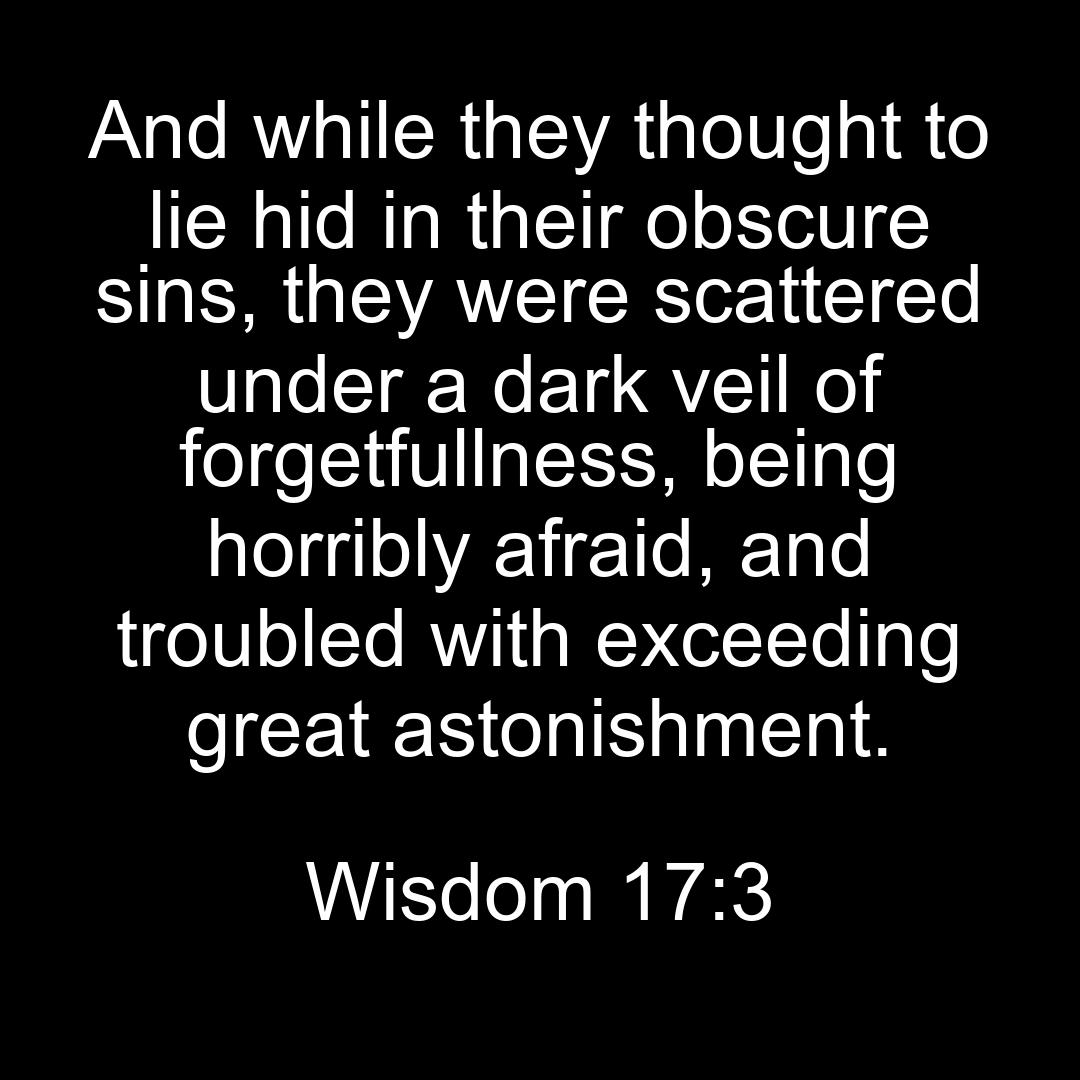 And while they thought to
lie hid in their obscure
sins, they were scattered
under a dark veil of
forgetfullness, being
horribly afraid, and
troubled with exceeding
great astonishment.
Wisdom 17:3